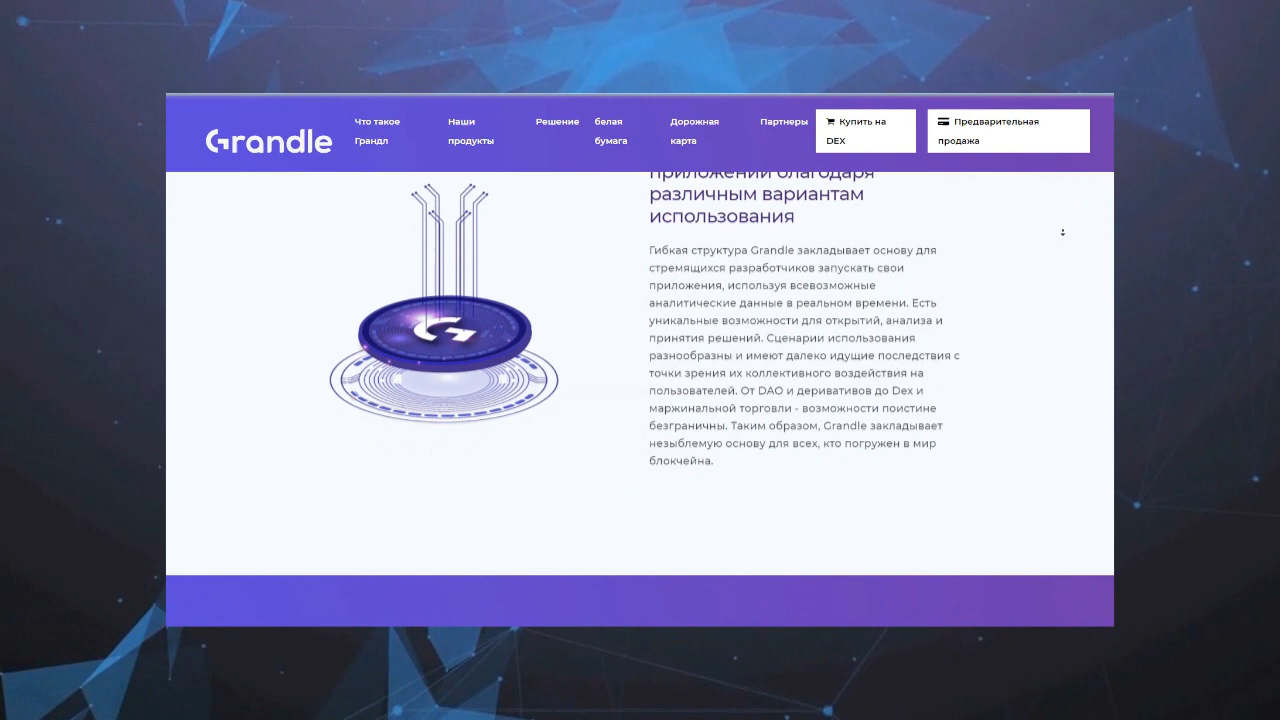 Grandle
Что такое
Грандл
Наши
продукты
Решение
белая
бумага
Дорожная
карта
Партнеры
Купить на
DEX
Предварительная
продажа
приложений благодаря
различным вариантам
использования
Гибкая структура Grandle закладывает основу для
стремящихся разработчиков запускать свои
приложения, используя всевозможные
аналитические данные в реальном времени. Есть
уникальные возможности для открытий, анализа и
принятия решений. Сценарии использования
разнообразны и имеют далеко идущие последствия с
точки зрения их коллективного воздействия на
пользователей. От DAO и деривативов до Dex и
маржинальной торговли - возможности поистине
безграничны. Таким образом, Grandle закладывает
незыблемую основу для всех, кто погружен в мир
блокчейна.